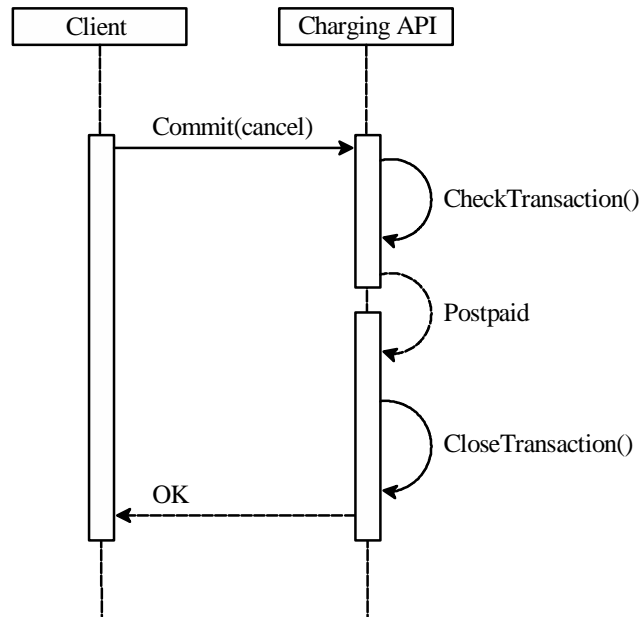 Client
Charging API
Commit(cancel)
CheckTransaction()
Postpaid
CloseTransaction()
OK